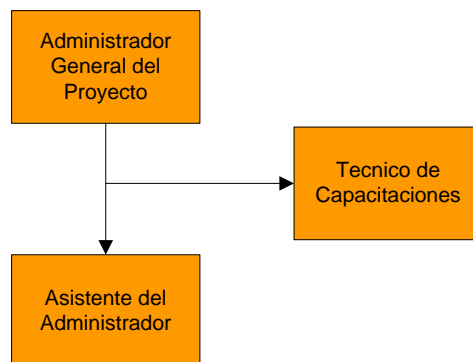 Administrador
General del
Proyecto
Tecnico de
Capacitaciones
Asistente del
Administrador